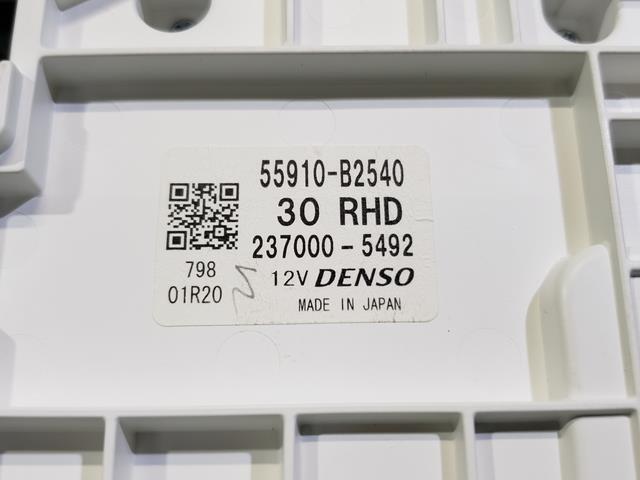 55910-B2540
30 RHD
237000-5492
798
12V DENSO
01R20
MADE IN JAPAN